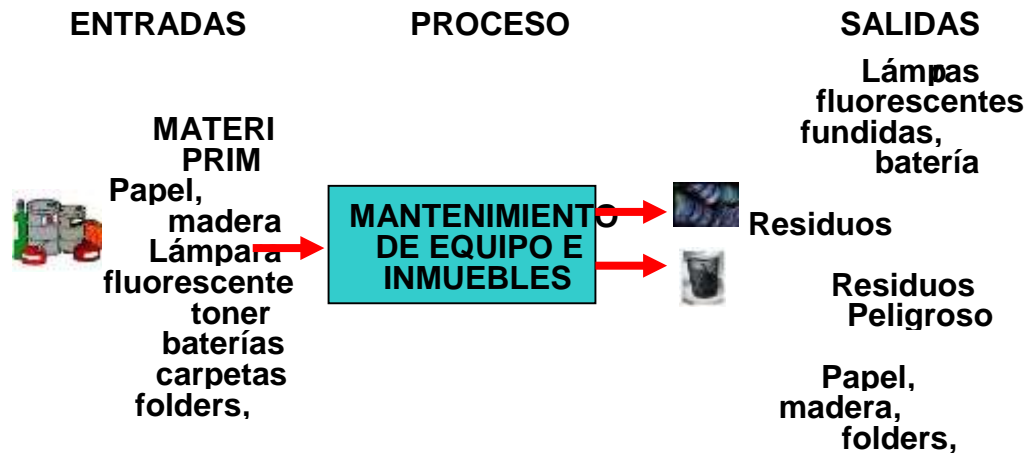 ENTRADAS
PROCESO
SALIDAS
MATERI
PRIM
Papel,
madera
Lámpara
fluorescente
toner
baterías
carpetas
folders,
MANTENIMIENTO
DE EQUIPO E
INMUEBLES
Lámpras
fluorescentes
fundidas,
batería
Residuos
Residuos
Peligroso
Papel,
madera,
folders,